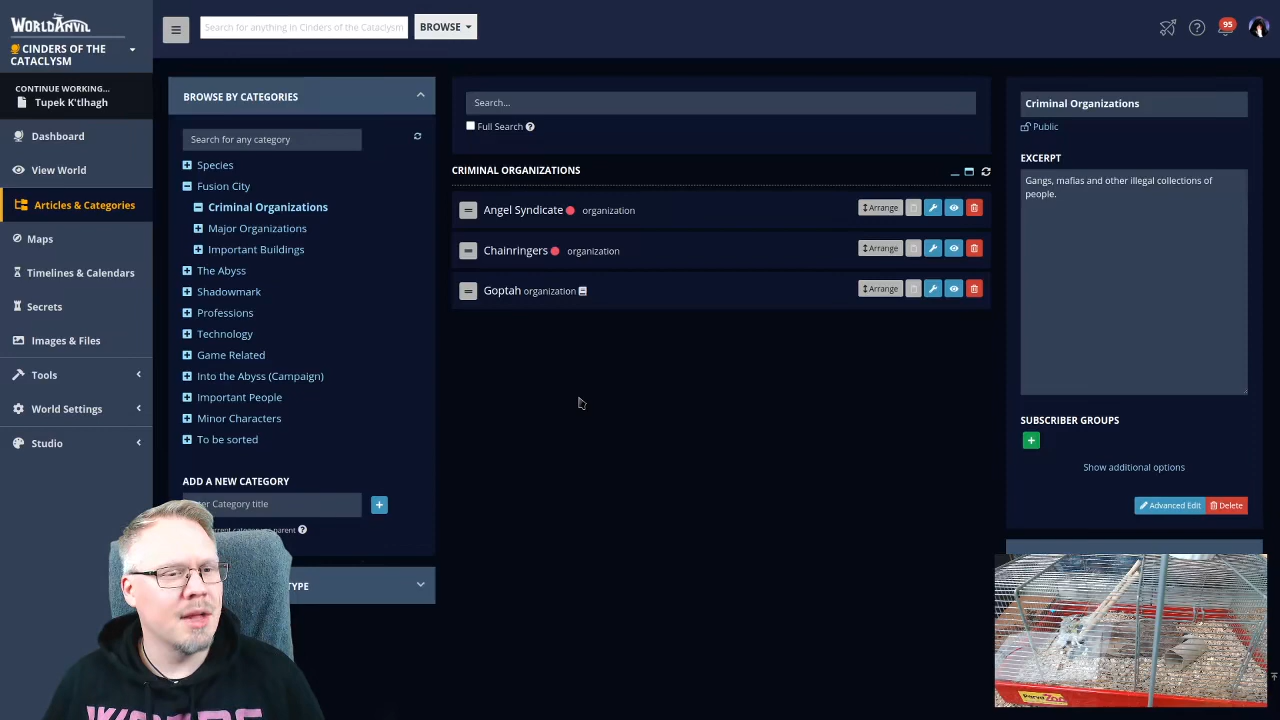 WORLDANVIL
CINDERS OF THE CATACLYSM
CONTINUE WORKING...
Tupek K'tlhagh
Dashboard
View World
Articles & Categories
Maps
Timelines & Calendars
Secrets
Images & Files
Tools
World Settings
Studio
Search for anything in Cinders of the Cataclysm
BROWSE
95
BROWSE BY CATEGORIES
Search for any category
Species
Fusion City
Criminal Organizations
Major Organizations
Important Buildings
The Abyss
Shadowmark
Professions
Technology
Game Related
Into the Abyss (Campaign)
Important People
Minor Characters
To be sorted
ADD A NEW CATEGORY
Category title
parent
TYPE
Search...
Full Search
CRIMINAL ORGANIZATIONS
Angel Syndicate organization Arrange
Chainringers organization Arrange
Goptah organization Arrange
Criminal Organizations
Public
EXCERPT
Gangs, mafias and other illegal collections of
people.
SUBSCRIBER GROUPS
Show additional options
Advanced Edit Delete